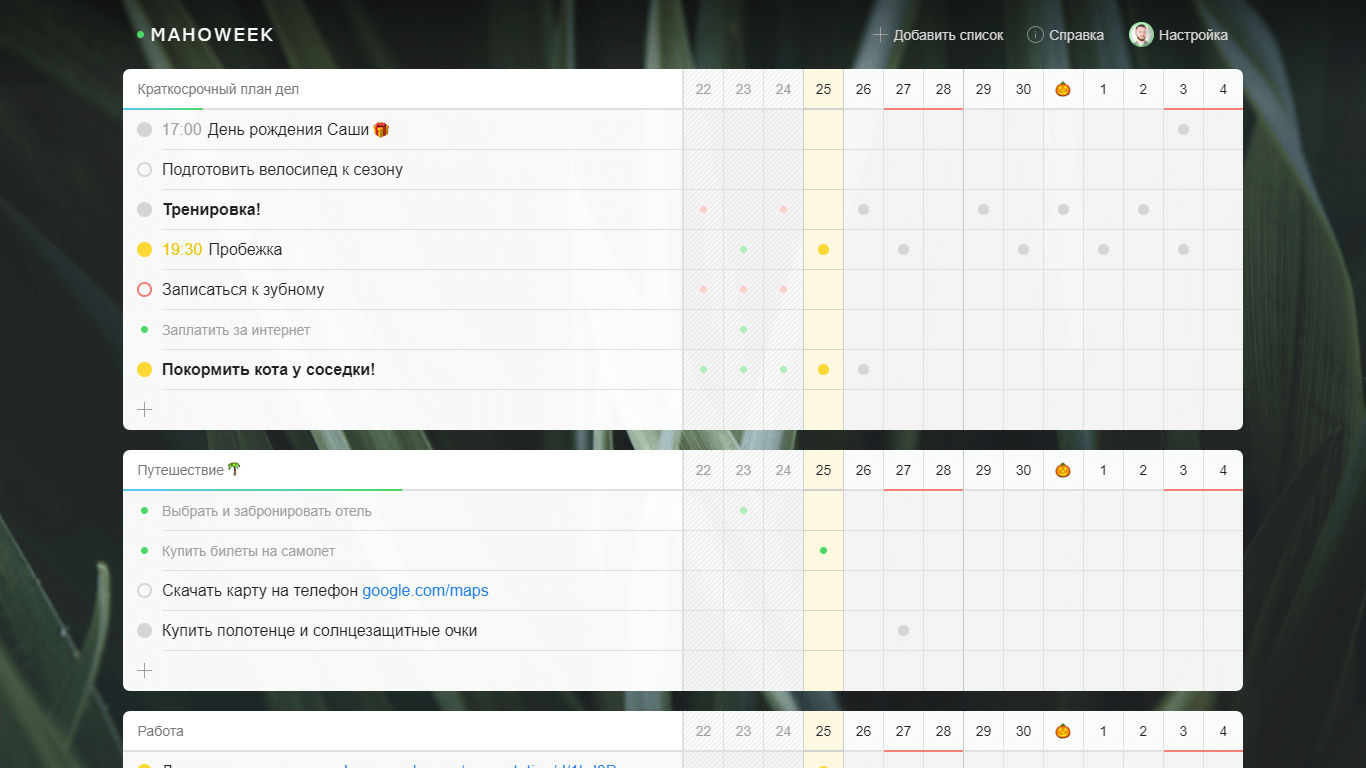 MAHOWEEK
Добавить список Справка Настройка
Краткосрочный план дел 22 23 24 25 26 27 28 29 30 1 2 3 4
17:00 День рождения Саши
Подготовить велосипед к сезону
Тренировка!
19:30 Пробежка
Записаться к зубному
Заплатить за интернет
Покормить кота у соседки!
Путешествие 22 23 24 25 26 27 28 29 30 1 2 3 4
Выбрать и забронировать отель
Купить билеты на самолет
Скачать карту на телефон google.com/maps
Купить полотенце и солнцезащитные очки
Работа 22 23 24 25 26 27 28 29 30 1 2 3 4